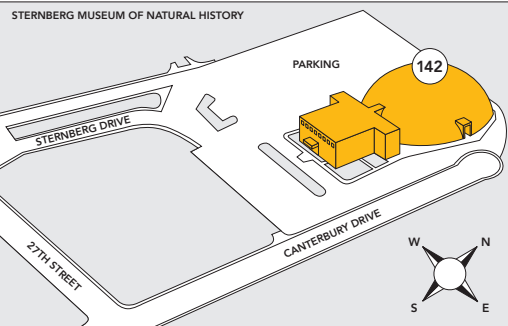 STERNBERG MUSEUM OF NATURAL HISTORY
PARKING
142
STERNBERG DRIVE
CANTERBURY DRIVE
27TH STREET
W
N
S
E